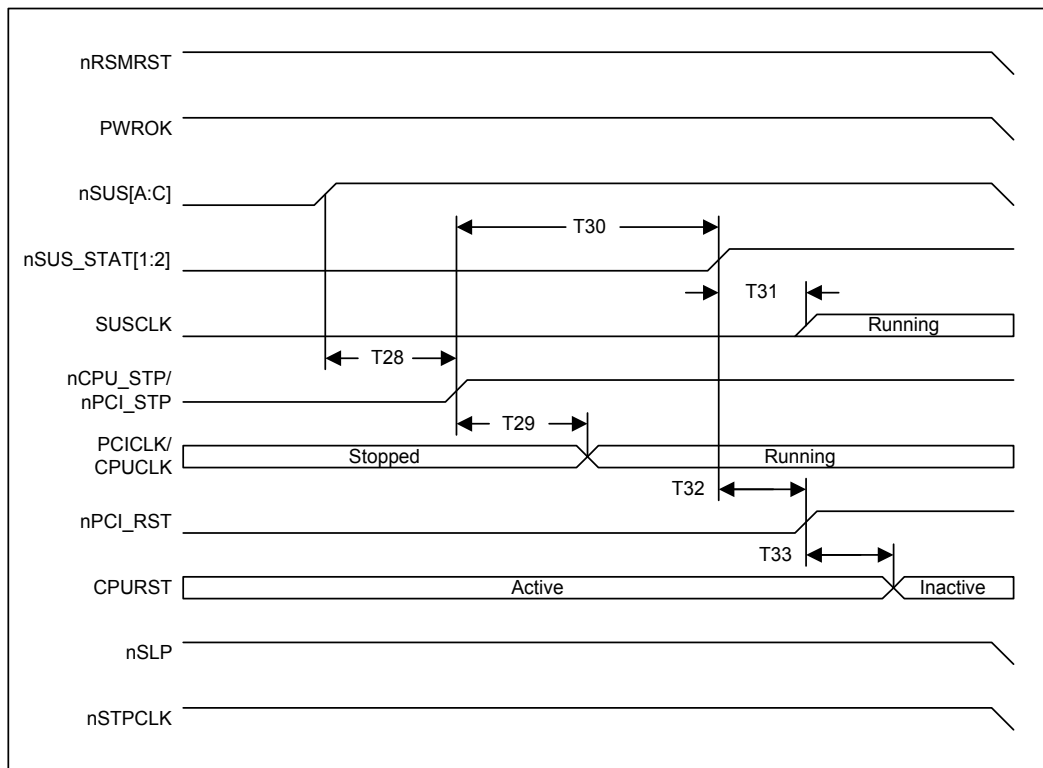 nRSMRST
PWROK
nSUS[A:C]
T30
nSUS_STAT[1:2]
T31
SUSCLK
Running
T28
nCPU_STP/
nPCI_STP
T29
PCICLK/
CPUCLK
Stopped
Running
T32
nPCI_RST
T33
CPURST
Active
Inactive
nSLP
nSTPCLK